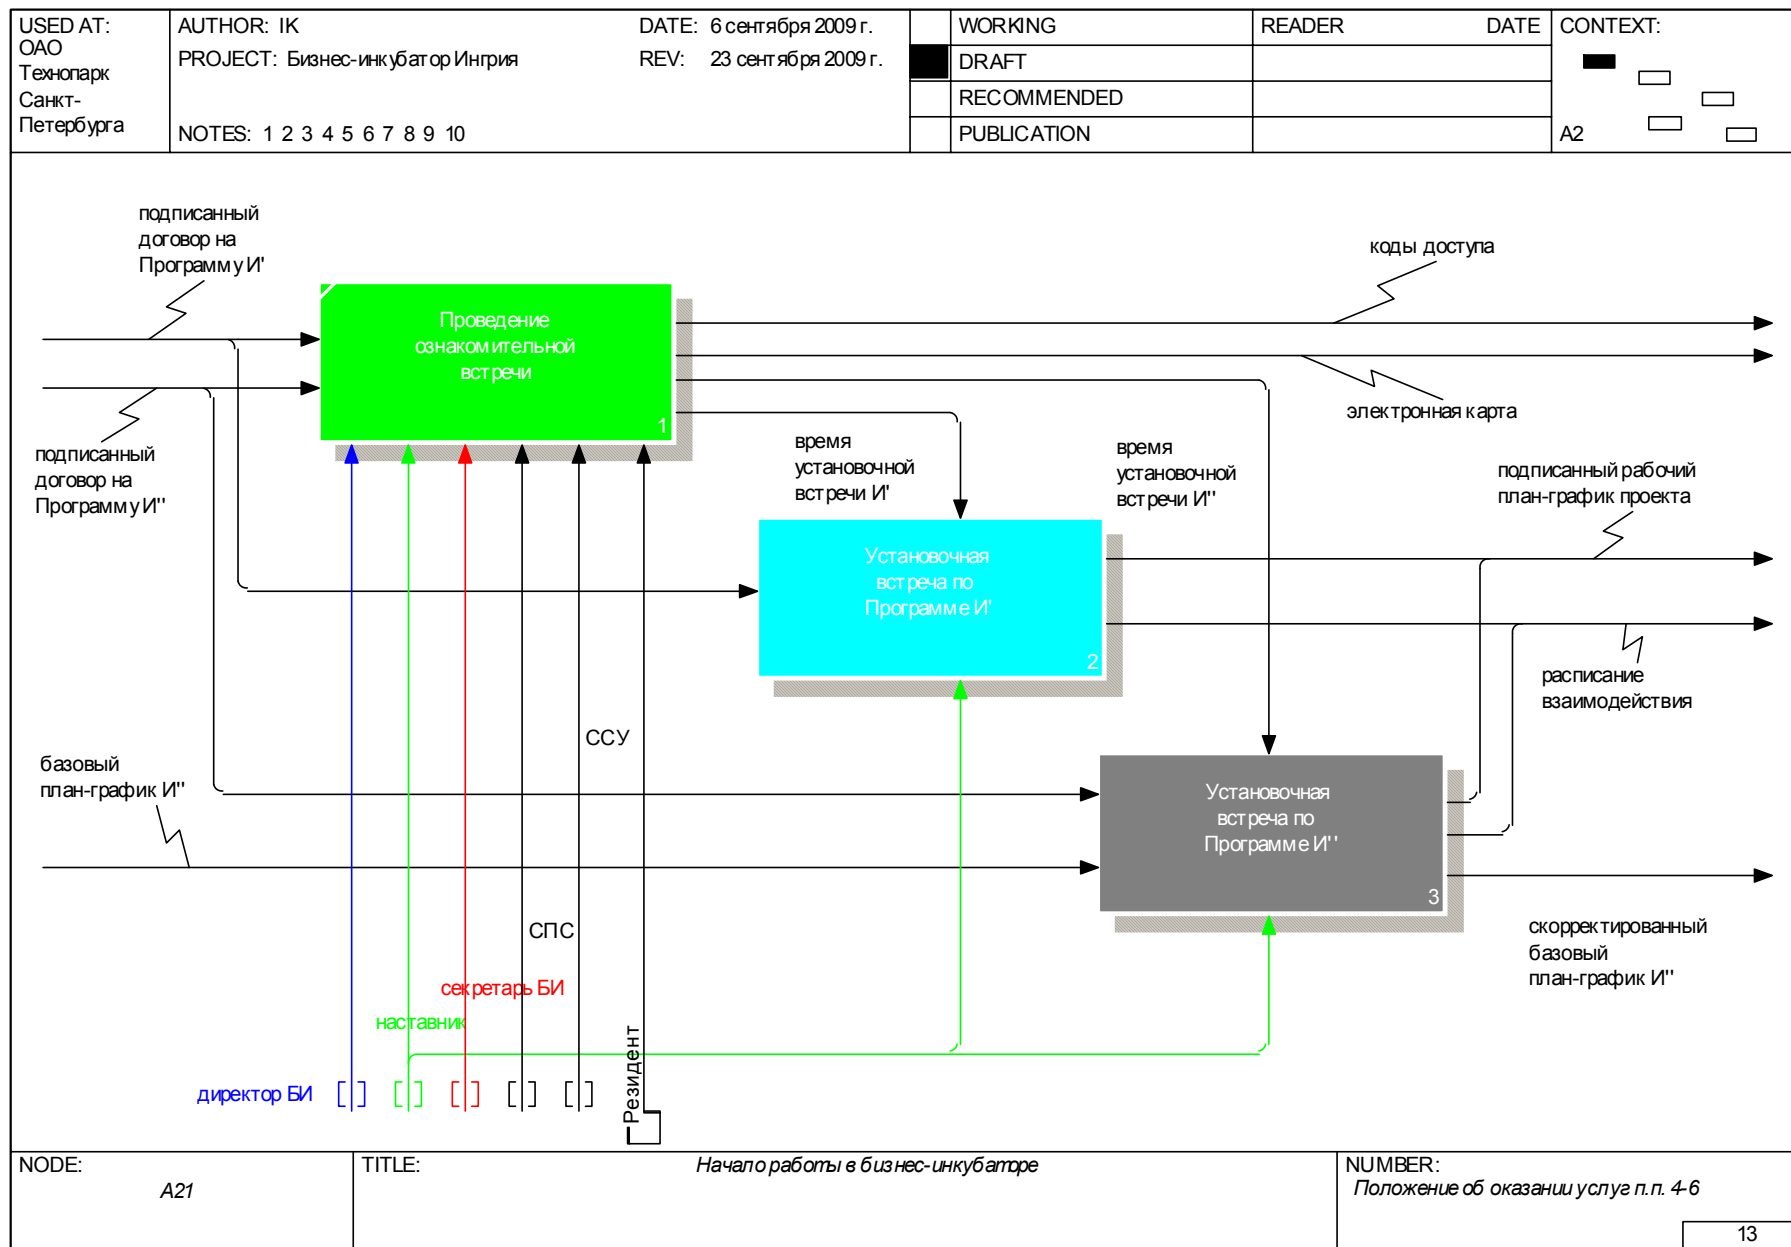 USED AT:
ОАО
Технопарк
Санкт-
Петербурга
AUTHOR: IK
DATE: 6 сентября 2009 г.
PROJECT: Бизнес-инкубатор Ингрия
REV: 23 сентября 2009 г.
NOTES: 1 2 3 4 5 6 7 8 9 10
WORKING
DRAFT
RECOMMENDED
PUBLICATION
READER DATE
CONTEXT:
A2
подписанный
договор на
Программу И'
коды доступа
Проведение
ознакомительной
встречи
1
электронная карта
подписанный
договор на
Программу И''
время
установочной
встречи И'
время
установочной
встречи И''
подписанный рабочий
план-график проекта
Установочная
встреча по
Программе И'
2
расписание
взаимодействия
ССУ
базовый
план-график И''
Установочная
встреча по
Программе И''
3
СПС
скорректированный
базовый
план-график И''
секретарь БИ
наставник
Резидент
директор БИ
NODE:
A21
TITLE:
Начало работы в бизнес-инкубаторе
NUMBER:
Положение об оказании услуг п.п. 4-6
13